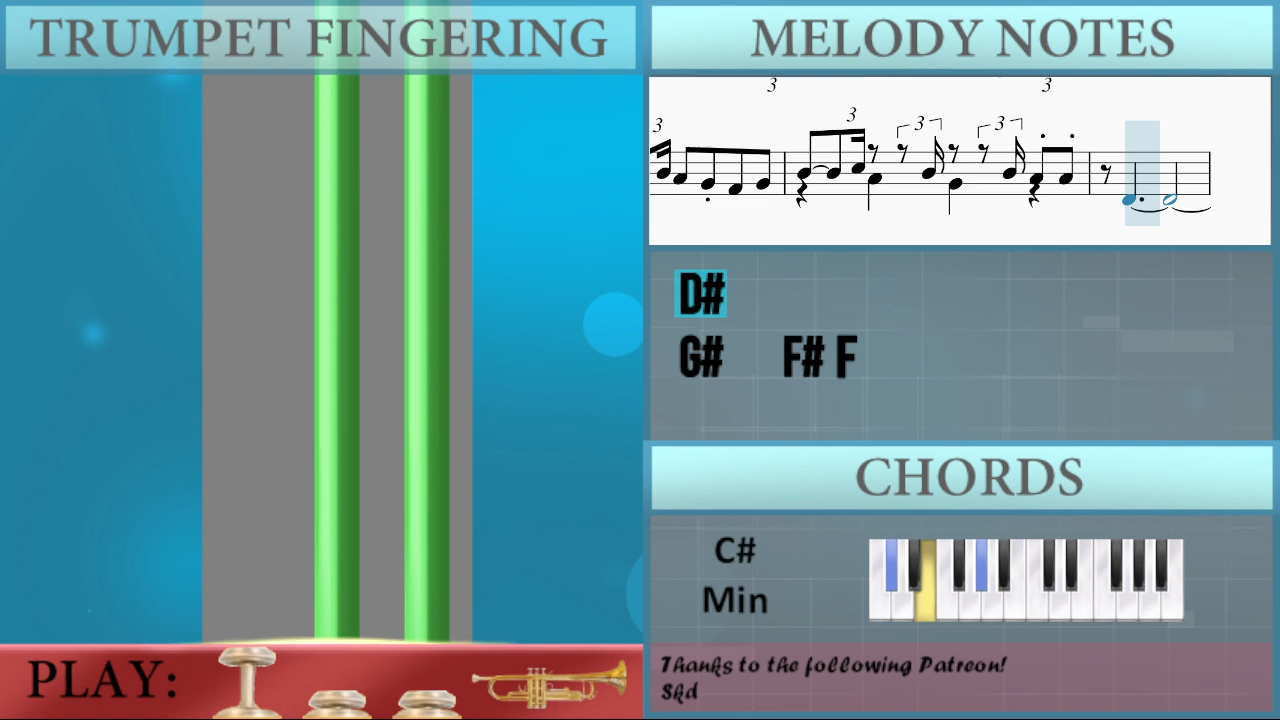 TRUMPET FINGERING
MELODY NOTES
3 3
3 3 3 3
D#
G# F# F
CHORDS
C#
Min
PLAY:
Thanks to the following Patreon!
Skd